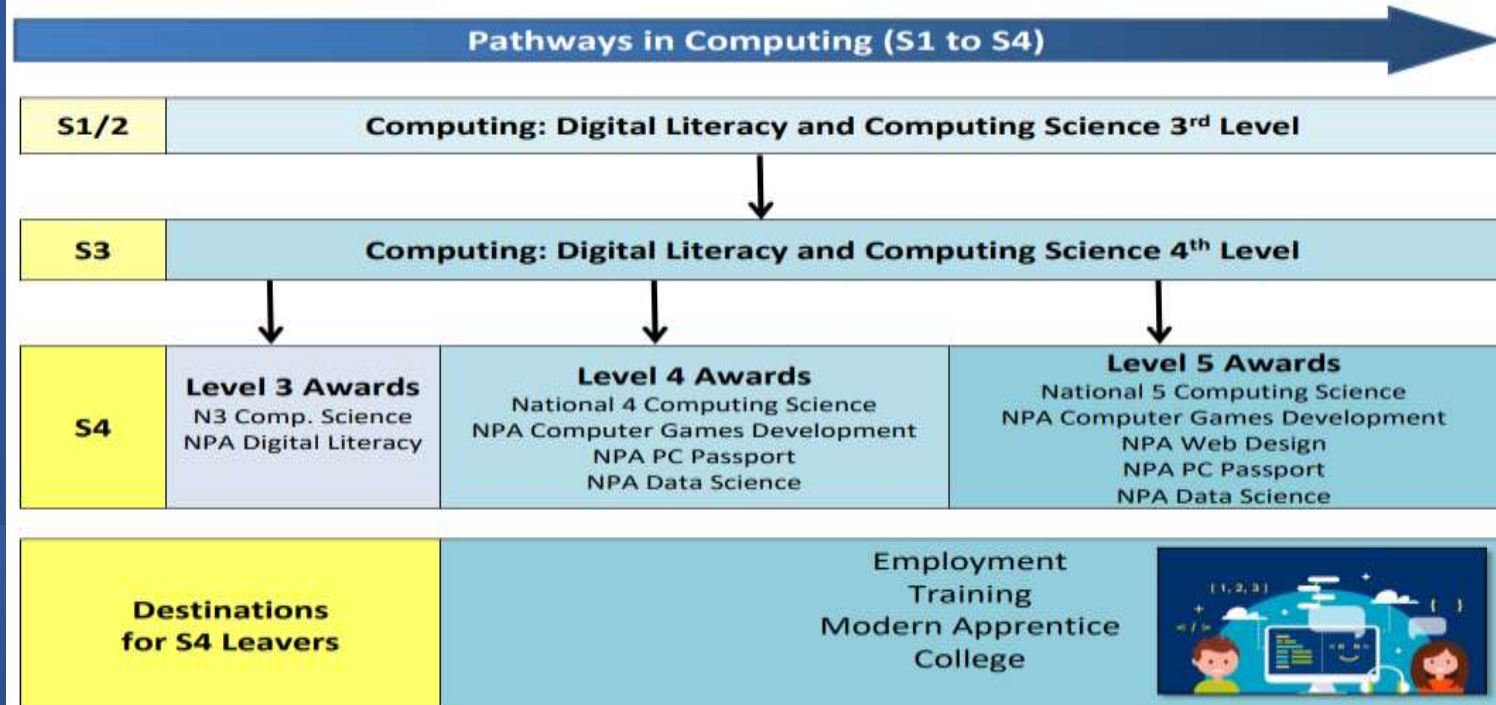 Pathways in Computing (S1 to S4)
S1/2
Computing: Digital Literacy and Computing Science 3rd Level
S3
Computing: Digital Literacy and Computing Science 4th Level
S4
Level 3 Awards
N3 Comp. Science
NPA Digital Literacy
Level 4 Awards
National 4 Computing Science
NPA Computer Games Development
NPA PC Passport
NPA Data Science
Level 5 Awards
National 5 Computing Science
NPA Computer Games Development
NPA Web Design
NPA PC Passport
NPA Data Science
Destinations
for S4 Leavers
Employment
Training
Modern Apprentice
College
[1,2,3]
{ }
</>